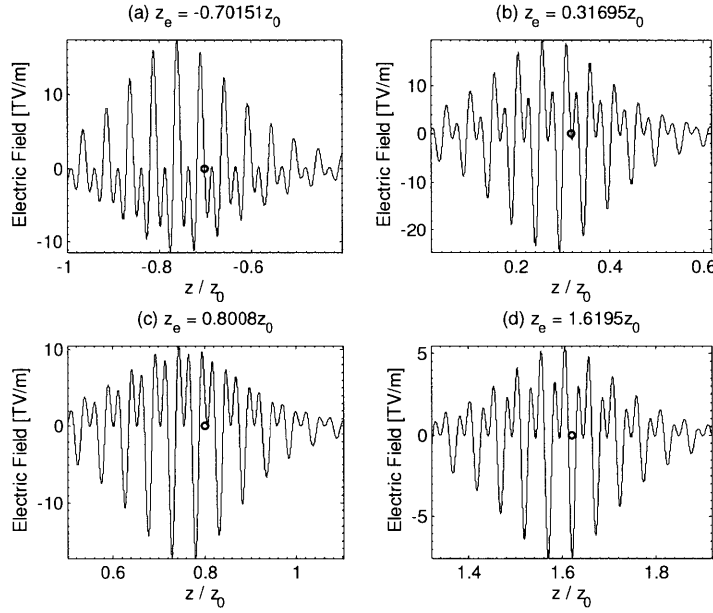 (a) z_e = -0.70151z_0
(b) z_e = 0.31695z_0
Electric Field [TV/m]
10
0
-10
-1
-0.8
-0.6
z / z_0
Electric Field [TV/m]
10
0
-10
-20
0.2
0.4
0.6
z / z_0
(c) z_e = 0.8008z_0
(d) z_e = 1.6195z_0
Electric Field [TV/m]
10
0
-10
0.6
0.8
1
z / z_0
Electric Field [TV/m]
5
0
-5
1.4
1.6
1.8
z / z_0